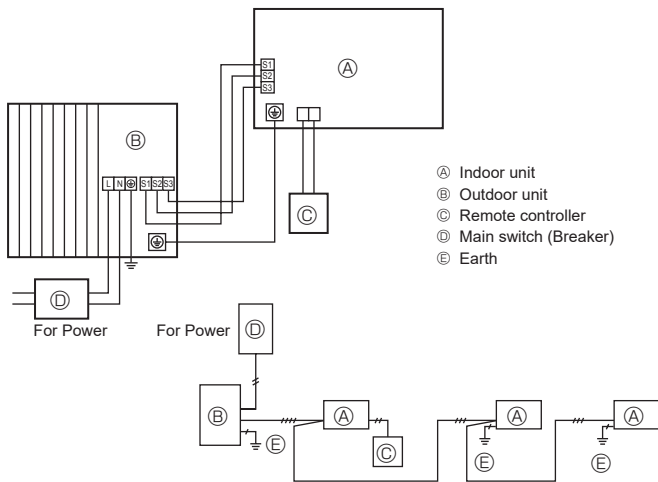 S1
S2
S3
Ⓐ
Ⓑ
L N S1 S2 S3
Ⓒ
Ⓐ Indoor unit
Ⓑ Outdoor unit
Ⓒ Remote controller
Ⓓ Main switch (Breaker)
Ⓔ Earth
Ⓓ
For Power
For Power
Ⓓ
Ⓑ
Ⓐ
Ⓐ
Ⓐ
Ⓔ
Ⓒ
Ⓔ
Ⓔ